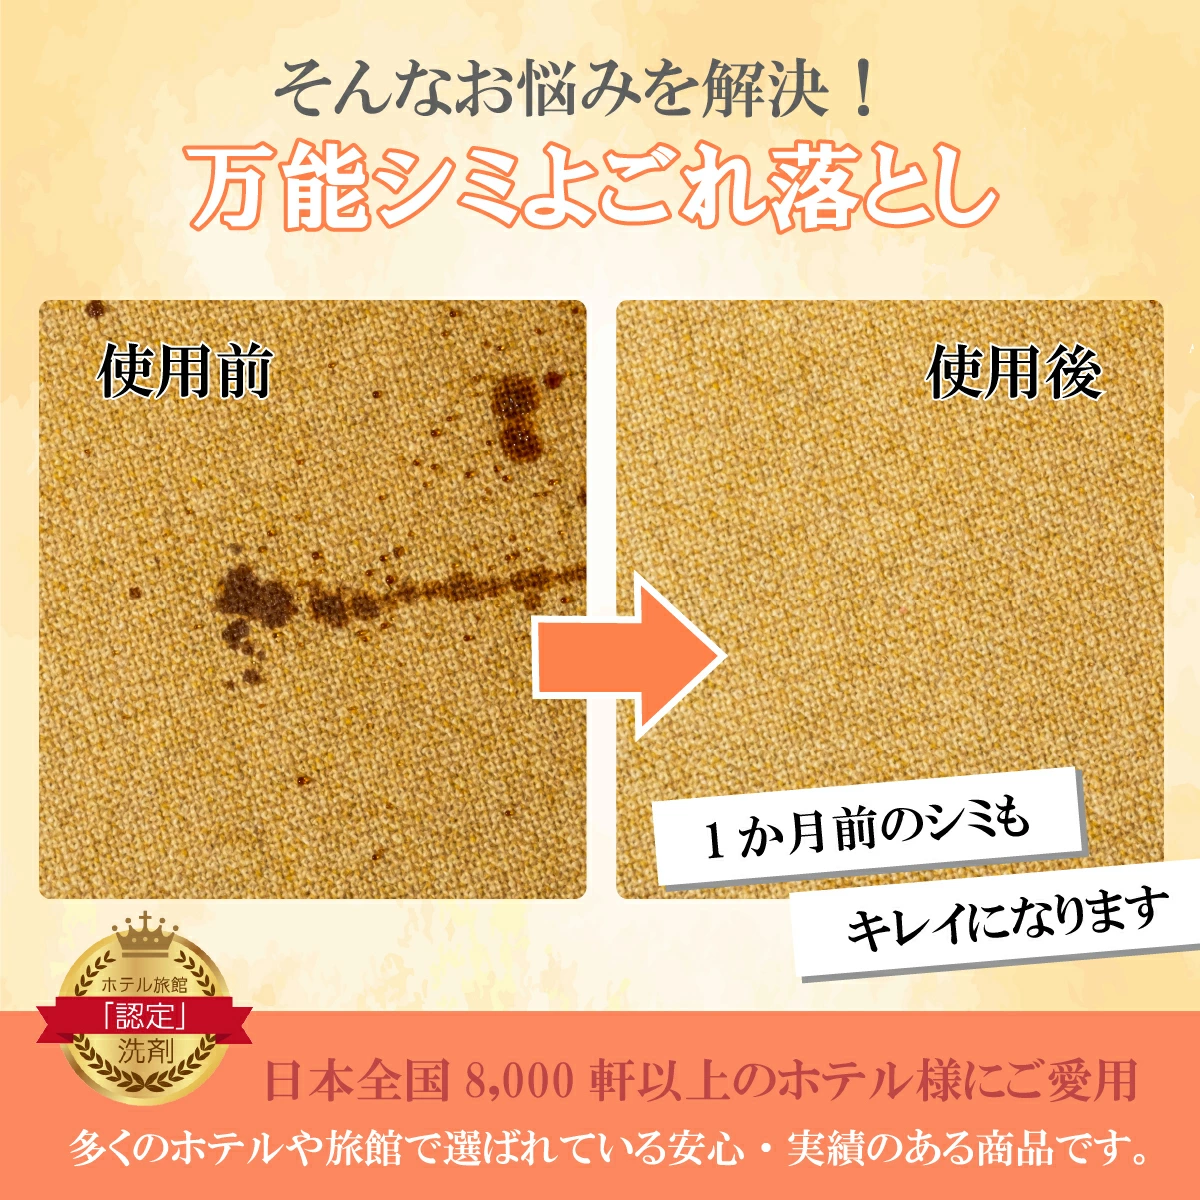 そんなお悩みを解決！
万能シミよごれ落とし
使用前
使用後
1か月前のシミも
キレイになります
ホテル旅館
「認定」
洗剤
日本全国8,000軒以上のホテル様にご愛用
多くのホテルや旅館で選ばれている安心・実績のある商品です。